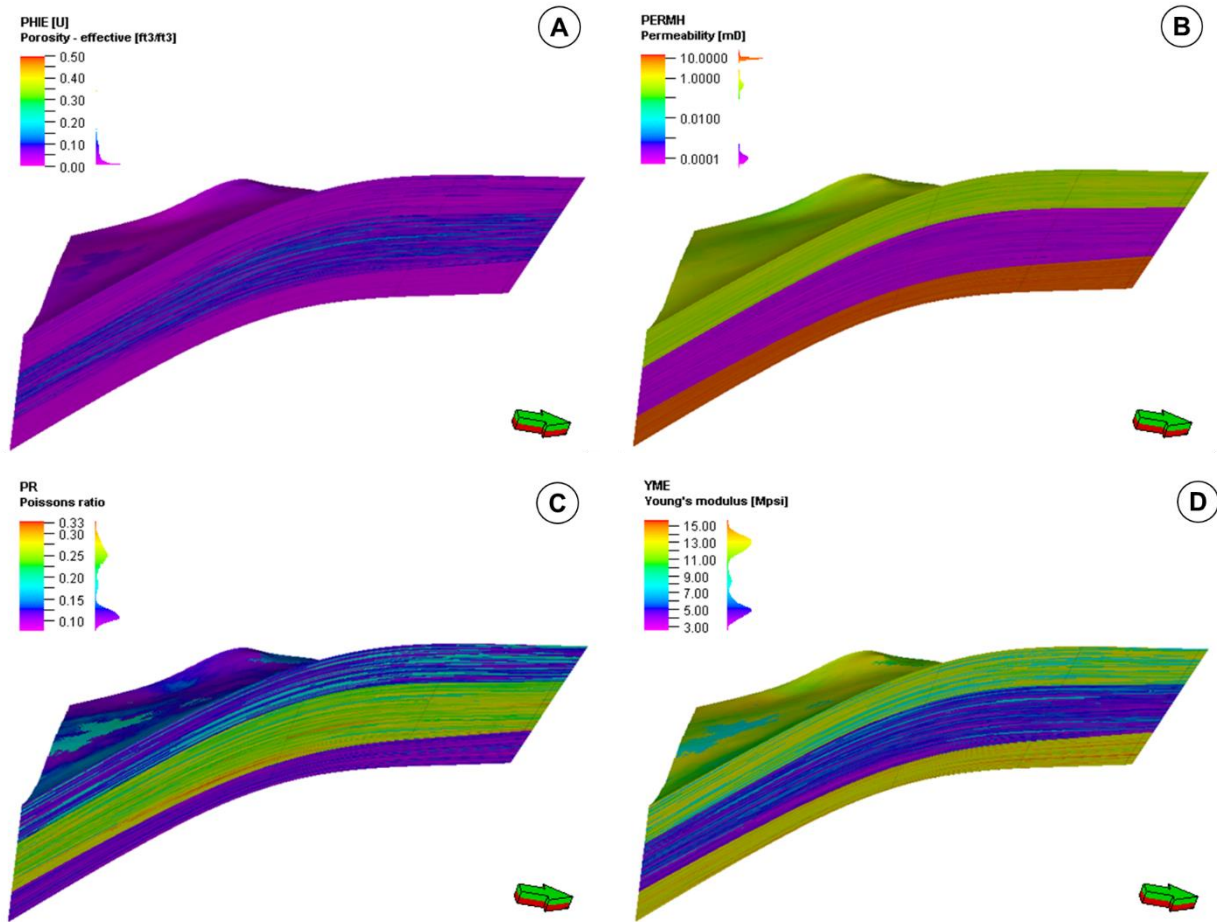 PHIE [U]
Porosity - effective [ft3/ft3]
A
0.50
0.40
0.30
0.20
0.10
0.00
PERMH
Permeability [mD]
B
10.0000
1.0000
0.0100
0.0001
PR
Poissons ratio
C
0.33
0.25
0.20
0.15
0.10
YME
Young's modulus [Mpsi]
D
15.00
13.00
11.00
9.00
7.00
5.00
3.00